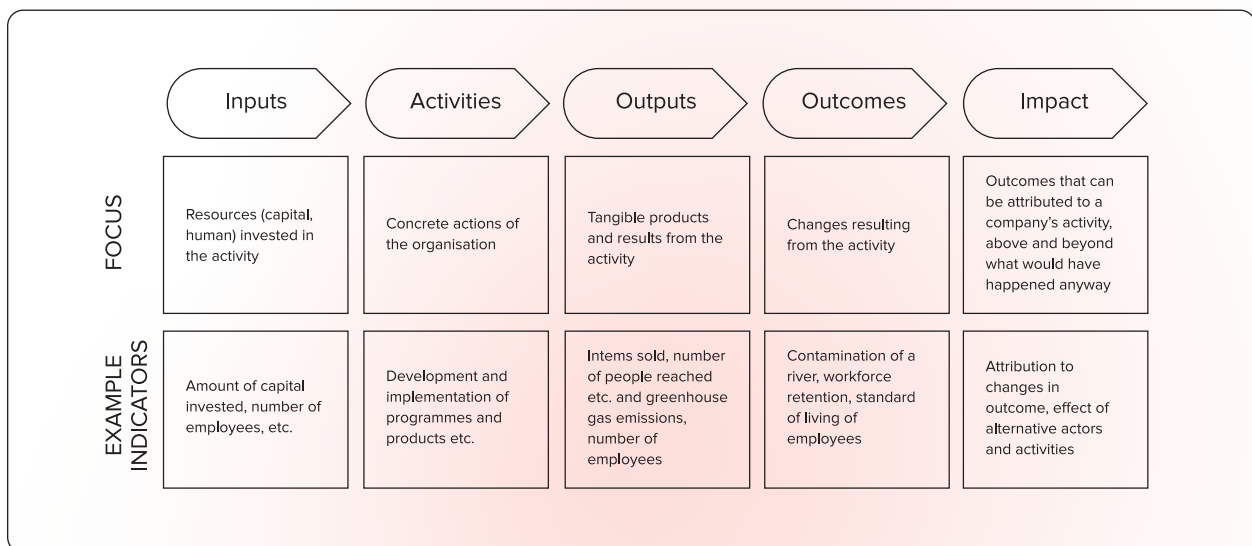 Inputs
Activities
Outputs
Outcomes
Impact
FOCUS
Resources (capital,
human) invested in
the activity
Concrete actions of
the organisation
Tangible products
and results from the
activity
Changes resulting
from the activity
Outcomes that can
be attributed to a
company’s activity,
above and beyond
what would have
happened anyway
EXAMPLE
INDICATORS
Amount of capital
invested, number of
employees, etc.
Development and
implementation of
programmes and
products etc.
Intems sold, number
of people reached
etc. and greenhouse
gas emissions,
number of
employees
Contamination of a
river, workforce
retention, standard
of living of
employees
Attribution to
changes in
outcome, effect of
alternative actors
and activities